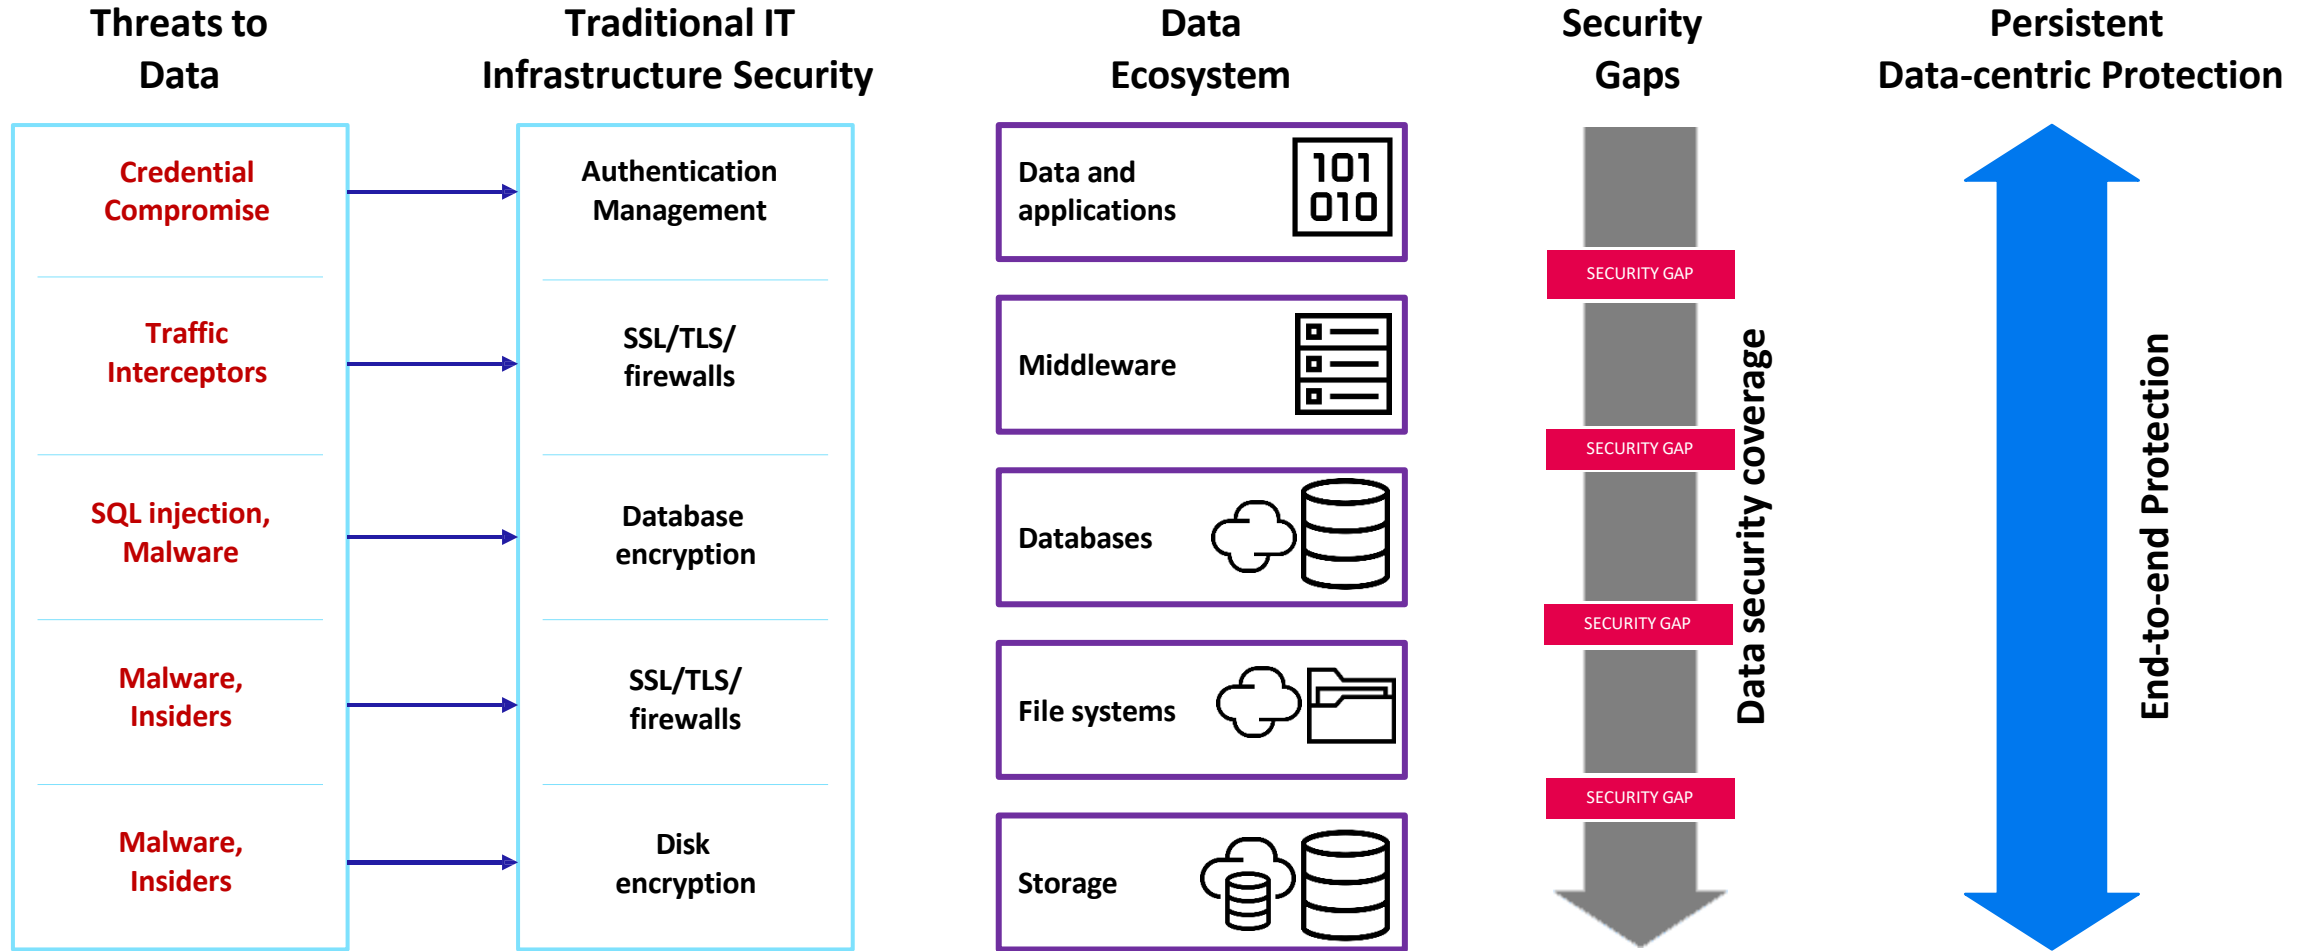 Threats to
Data
Traditional IT
Infrastructure Security
Data
Ecosystem
Security
Gaps
Persistent
Data-centric Protection
Credential
Compromise
Authentication
Management
Data and
applications
101
010
SECURITY GAP
Traffic
Interceptors
SSL/TLS/
firewalls
Middleware
SECURITY GAP
SQL injection,
Malware
Database
encryption
Databases
SECURITY GAP
Malware,
Insiders
SSL/TLS/
firewalls
File systems
SECURITY GAP
Malware,
Insiders
Disk
encryption
Storage
Data security coverage
End-to-end Protection